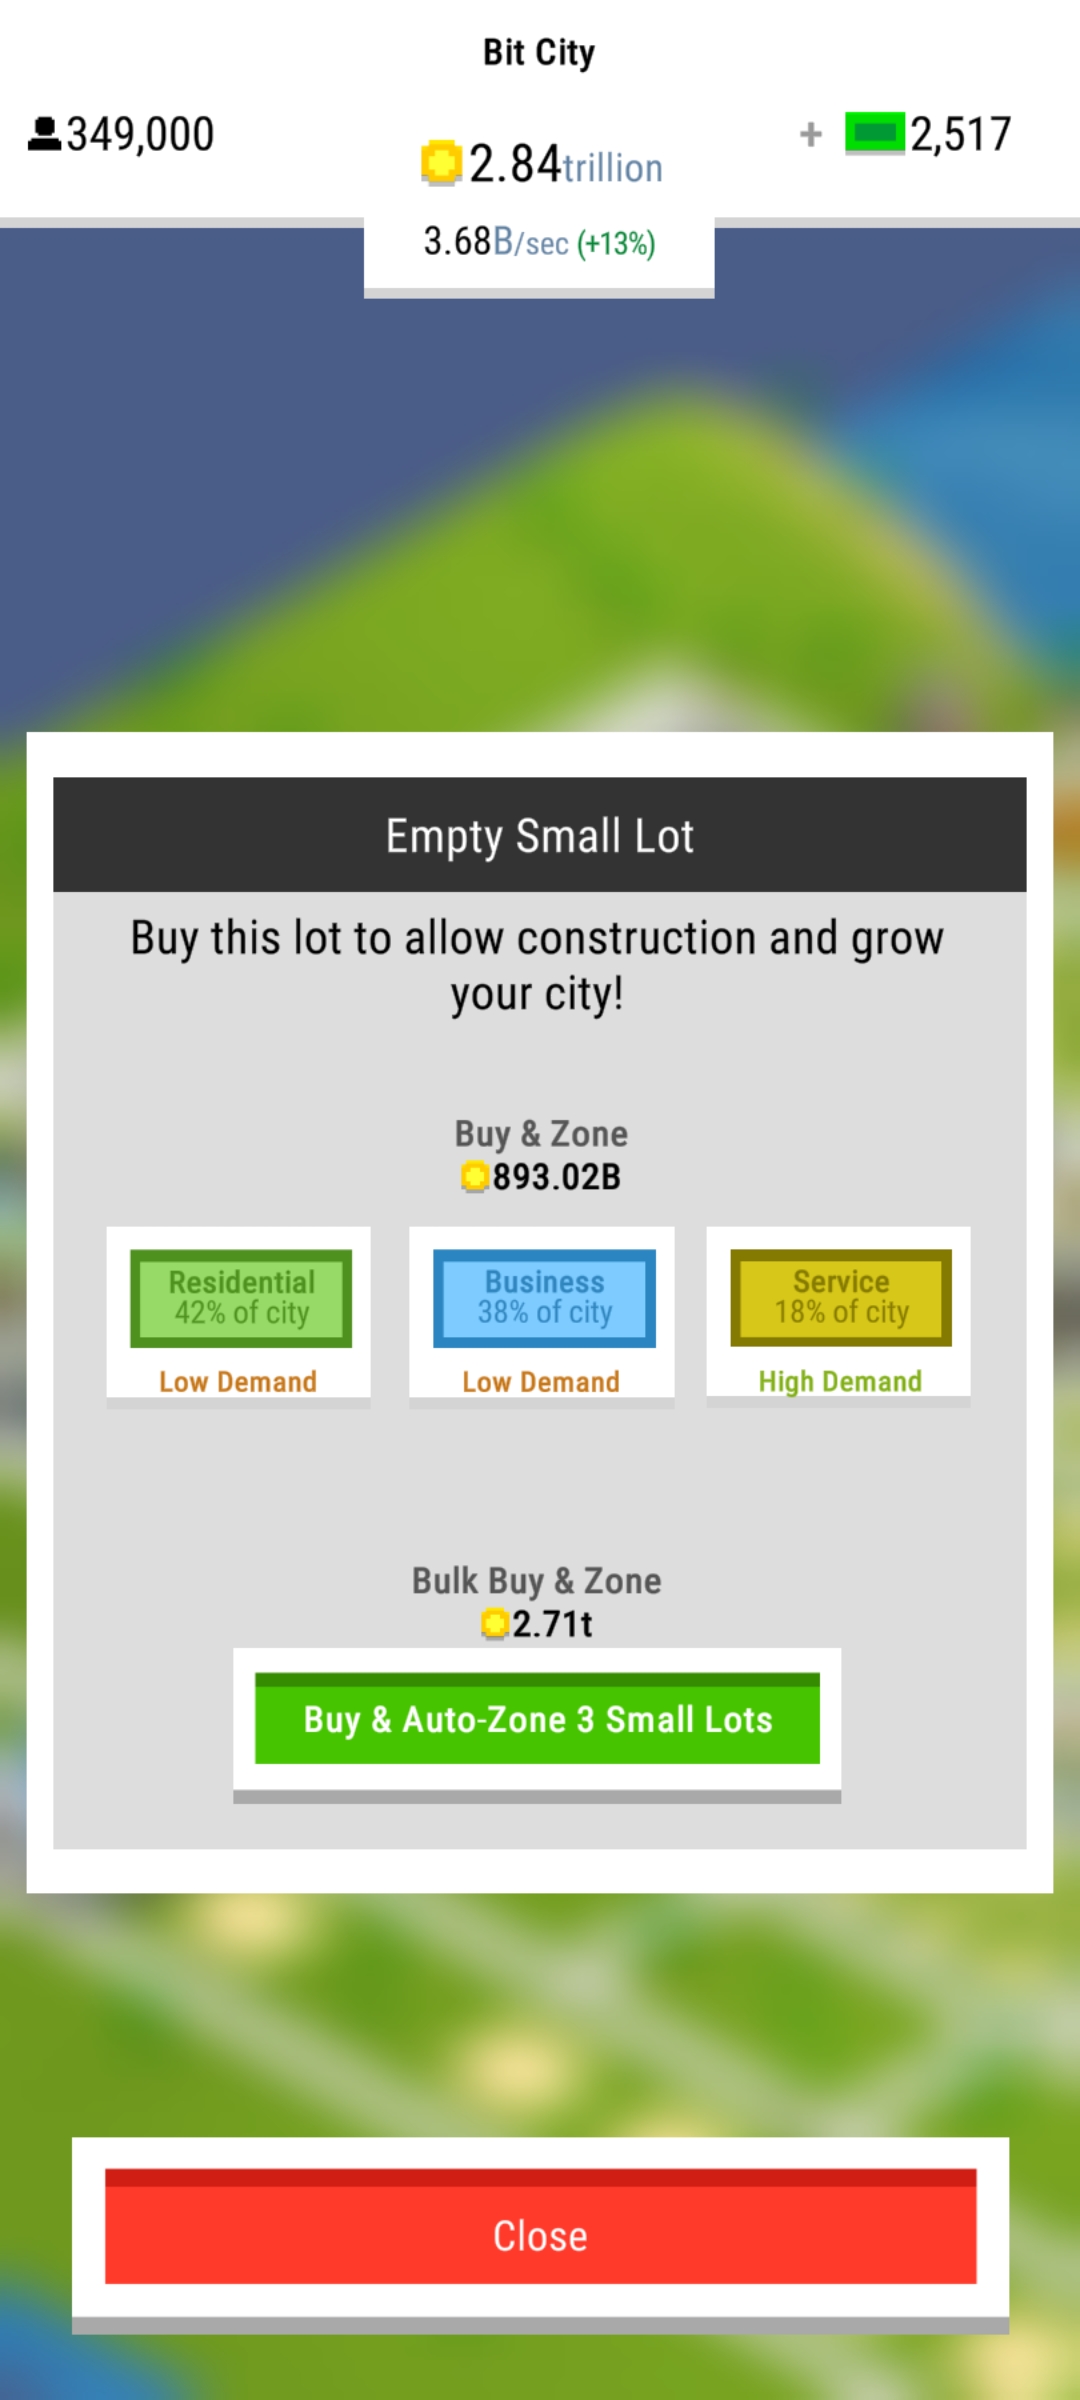 Bit City
349,000
2.84trillion
+ 2,517
3.68B/sec (+13%)
Empty Small Lot
Buy this lot to allow construction and grow
your city!
Buy & Zone
893.02B
Residential
42% of city
Low Demand
Business
38% of city
Low Demand
Service
18% of city
High Demand
Bulk Buy & Zone
2.71t
Buy & Auto-Zone 3 Small Lots
Close